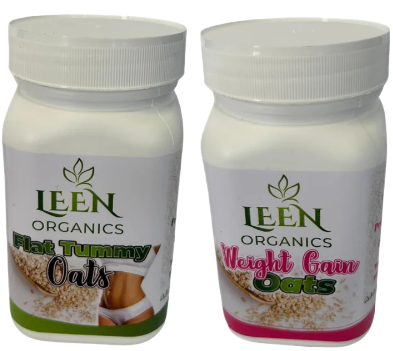 LEEN
ORGANICS
Flat Tummy
Oats
LEEN
ORGANICS
Weight Gain
Oats